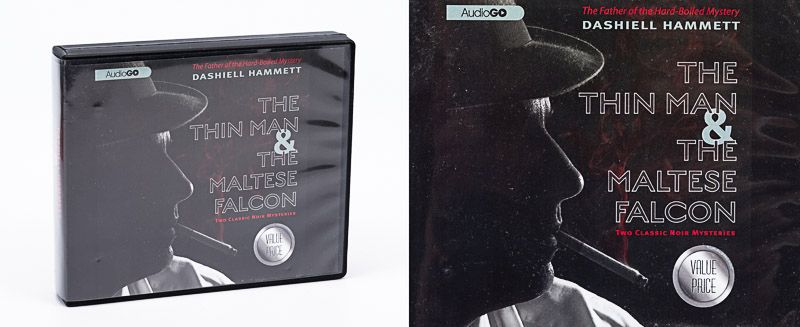 AudioGO
The Father of the Hard-Boiled Mystery
DASHIELL HAMMETT
THE
THIN MAN
&
THE
MALTESE
FALCON
TWO CLASSIC NOIR MYSTERIES
VALUE
PRICE
AudioGO
The Father of the Hard-Boiled Mystery
DASHIELL HAMMETT
THE
THIN MAN
&
THE
MALTESE
FALCON
TWO CLASSIC NOIR MYSTERIES
VALUE
PRICE